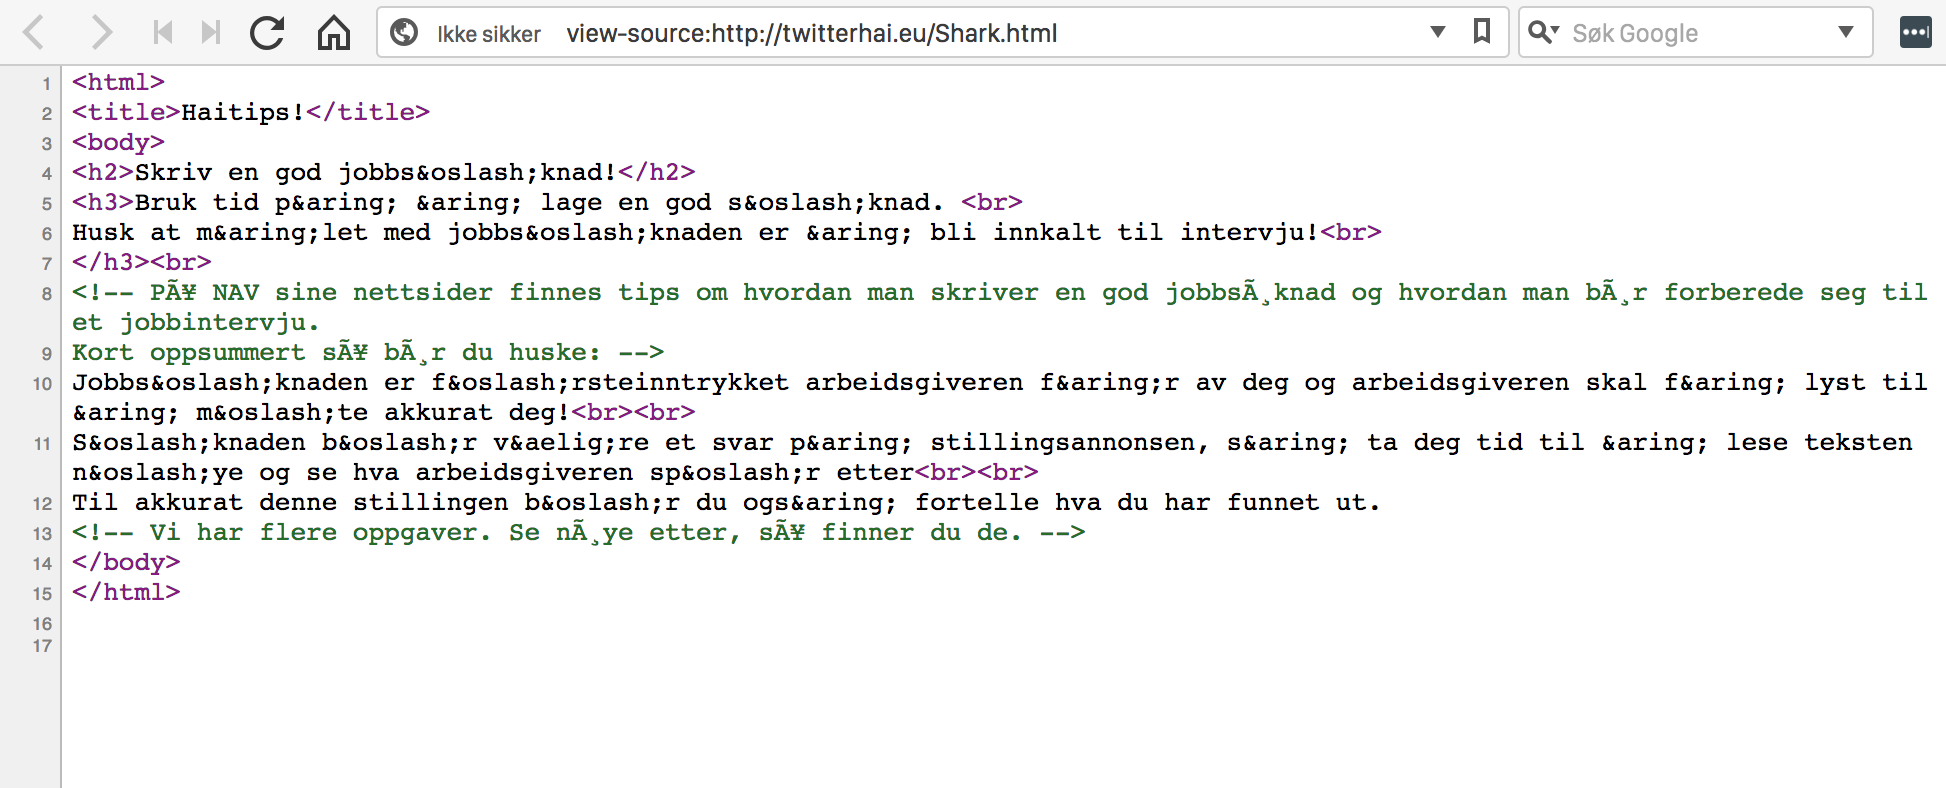 Ikke sikker view-source:http://twitterhai.eu/Shark.html Søk Google
1 <html>
2 <title>Haitips!</title>
3 <body>
4 <h2>Skriv en god jobbs&oslash;knad!</h2>
5 <h3>Bruk tid p&aring; &aring; lage en god s&oslash;knad. <br>
6 Husk at m&aring;let med jobbs&oslash;knaden er &aring; bli innkalt til intervju!<br>
7 </h3><br>
8 <!-- PÃ¥ NAV sine nettsider finnes tips om hvordan man skriver en god jobbsÃ¸knad og hvordan man bÃ¸r forberede seg til
et jobbintervju.
9 Kort oppsummert sÃ¥ bÃ¸r du huske: -->
10 Jobbs&oslash;knaden er f&oslash;rsteinntrykket arbeidsgiveren f&aring;r av deg og arbeidsgiveren skal f&aring; lyst til
&aring; m&oslash;te akkurat deg!<br><br>
11 S&oslash;knaden b&oslash;r v&aelig;re et svar p&aring; stillingsannonsen, s&aring; ta deg tid til &aring; lese teksten
n&oslash;ye og se hva arbeidsgiveren sp&oslash;r etter<br><br>
12 Til akkurat denne stillingen b&oslash;r du ogs&aring; fortelle hva du har funnet ut.
13 <!-- Vi har flere oppgaver. Se nÃ¸ye etter, sÃ¥ finner du de. -->
14 </body>
15 </html>
16
17